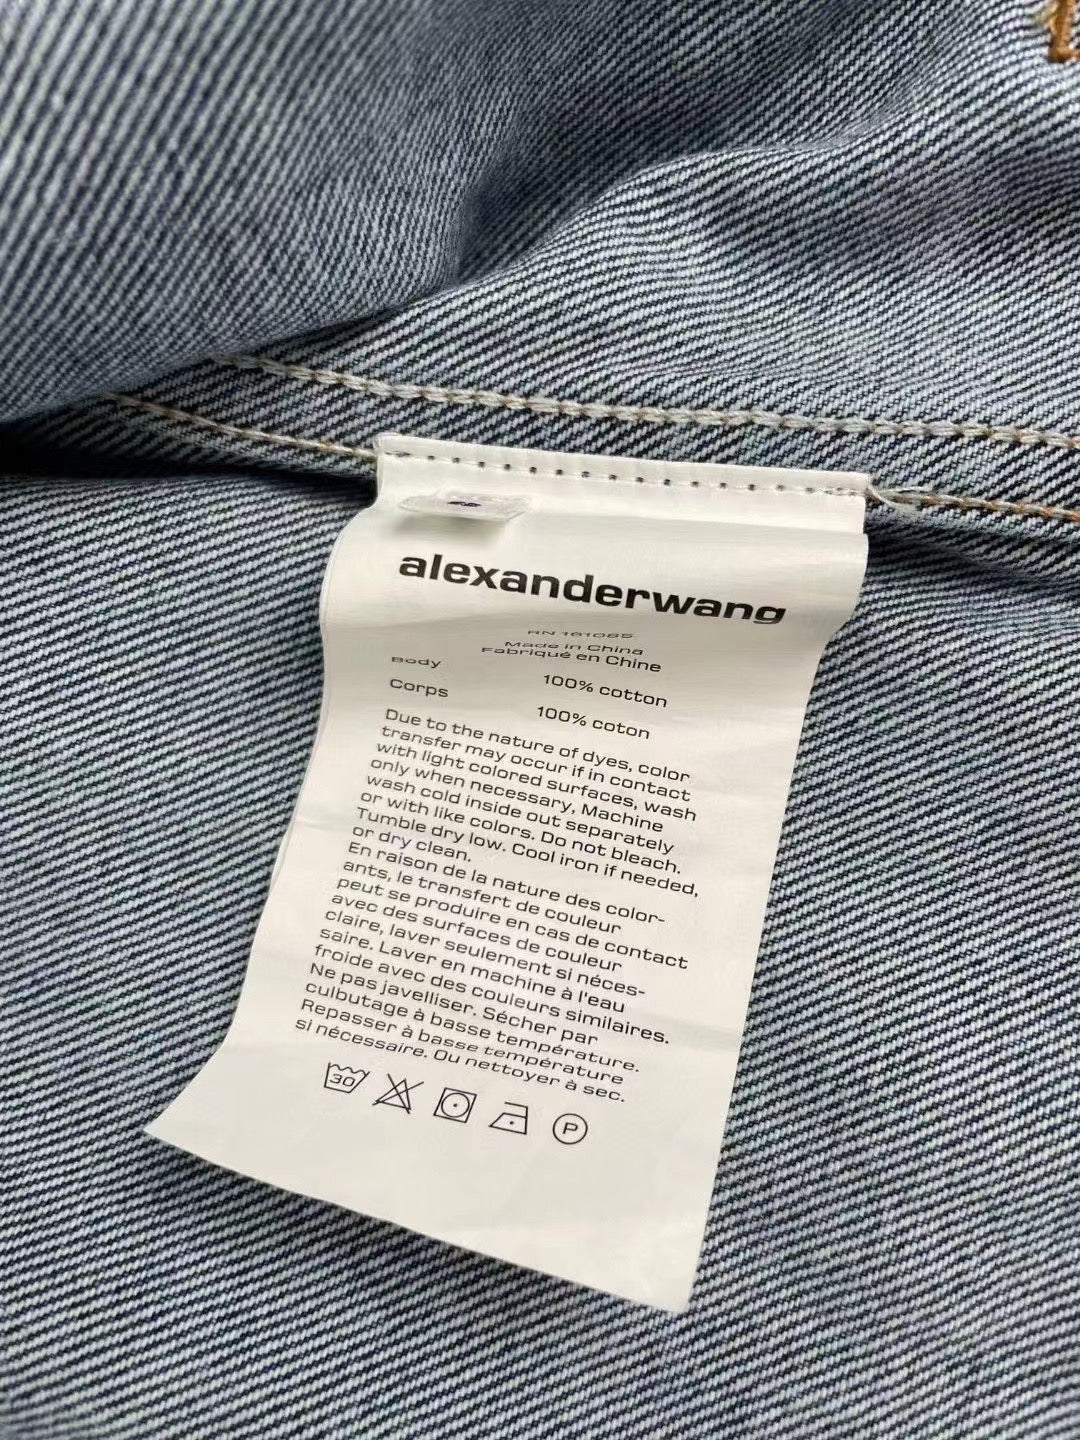 alexanderwang
RN 161085
Made in China
Fabriqué en Chine
Body 100% cotton
Corps 100% coton
Due to the nature of dyes, color
transfer may occur if in contact
with light colored surfaces, wash
only when necessary, Machine
wash cold inside out separately
or with like colors. Do not bleach.
Tumble dry low. Cool iron if needed,
or dry clean.
En raison de la nature des color-
ants, le transfert de couleur
peut se produire en cas de contact
avec des surfaces de couleur
claire, laver seulement si néces-
saire. Laver en machine à l'eau
froide avec des couleurs similaires.
Ne pas javelliser. Sécher par
culbutage à basse température.
Repasser à basse température
si nécessaire. Ou nettoyer à sec.
30 P